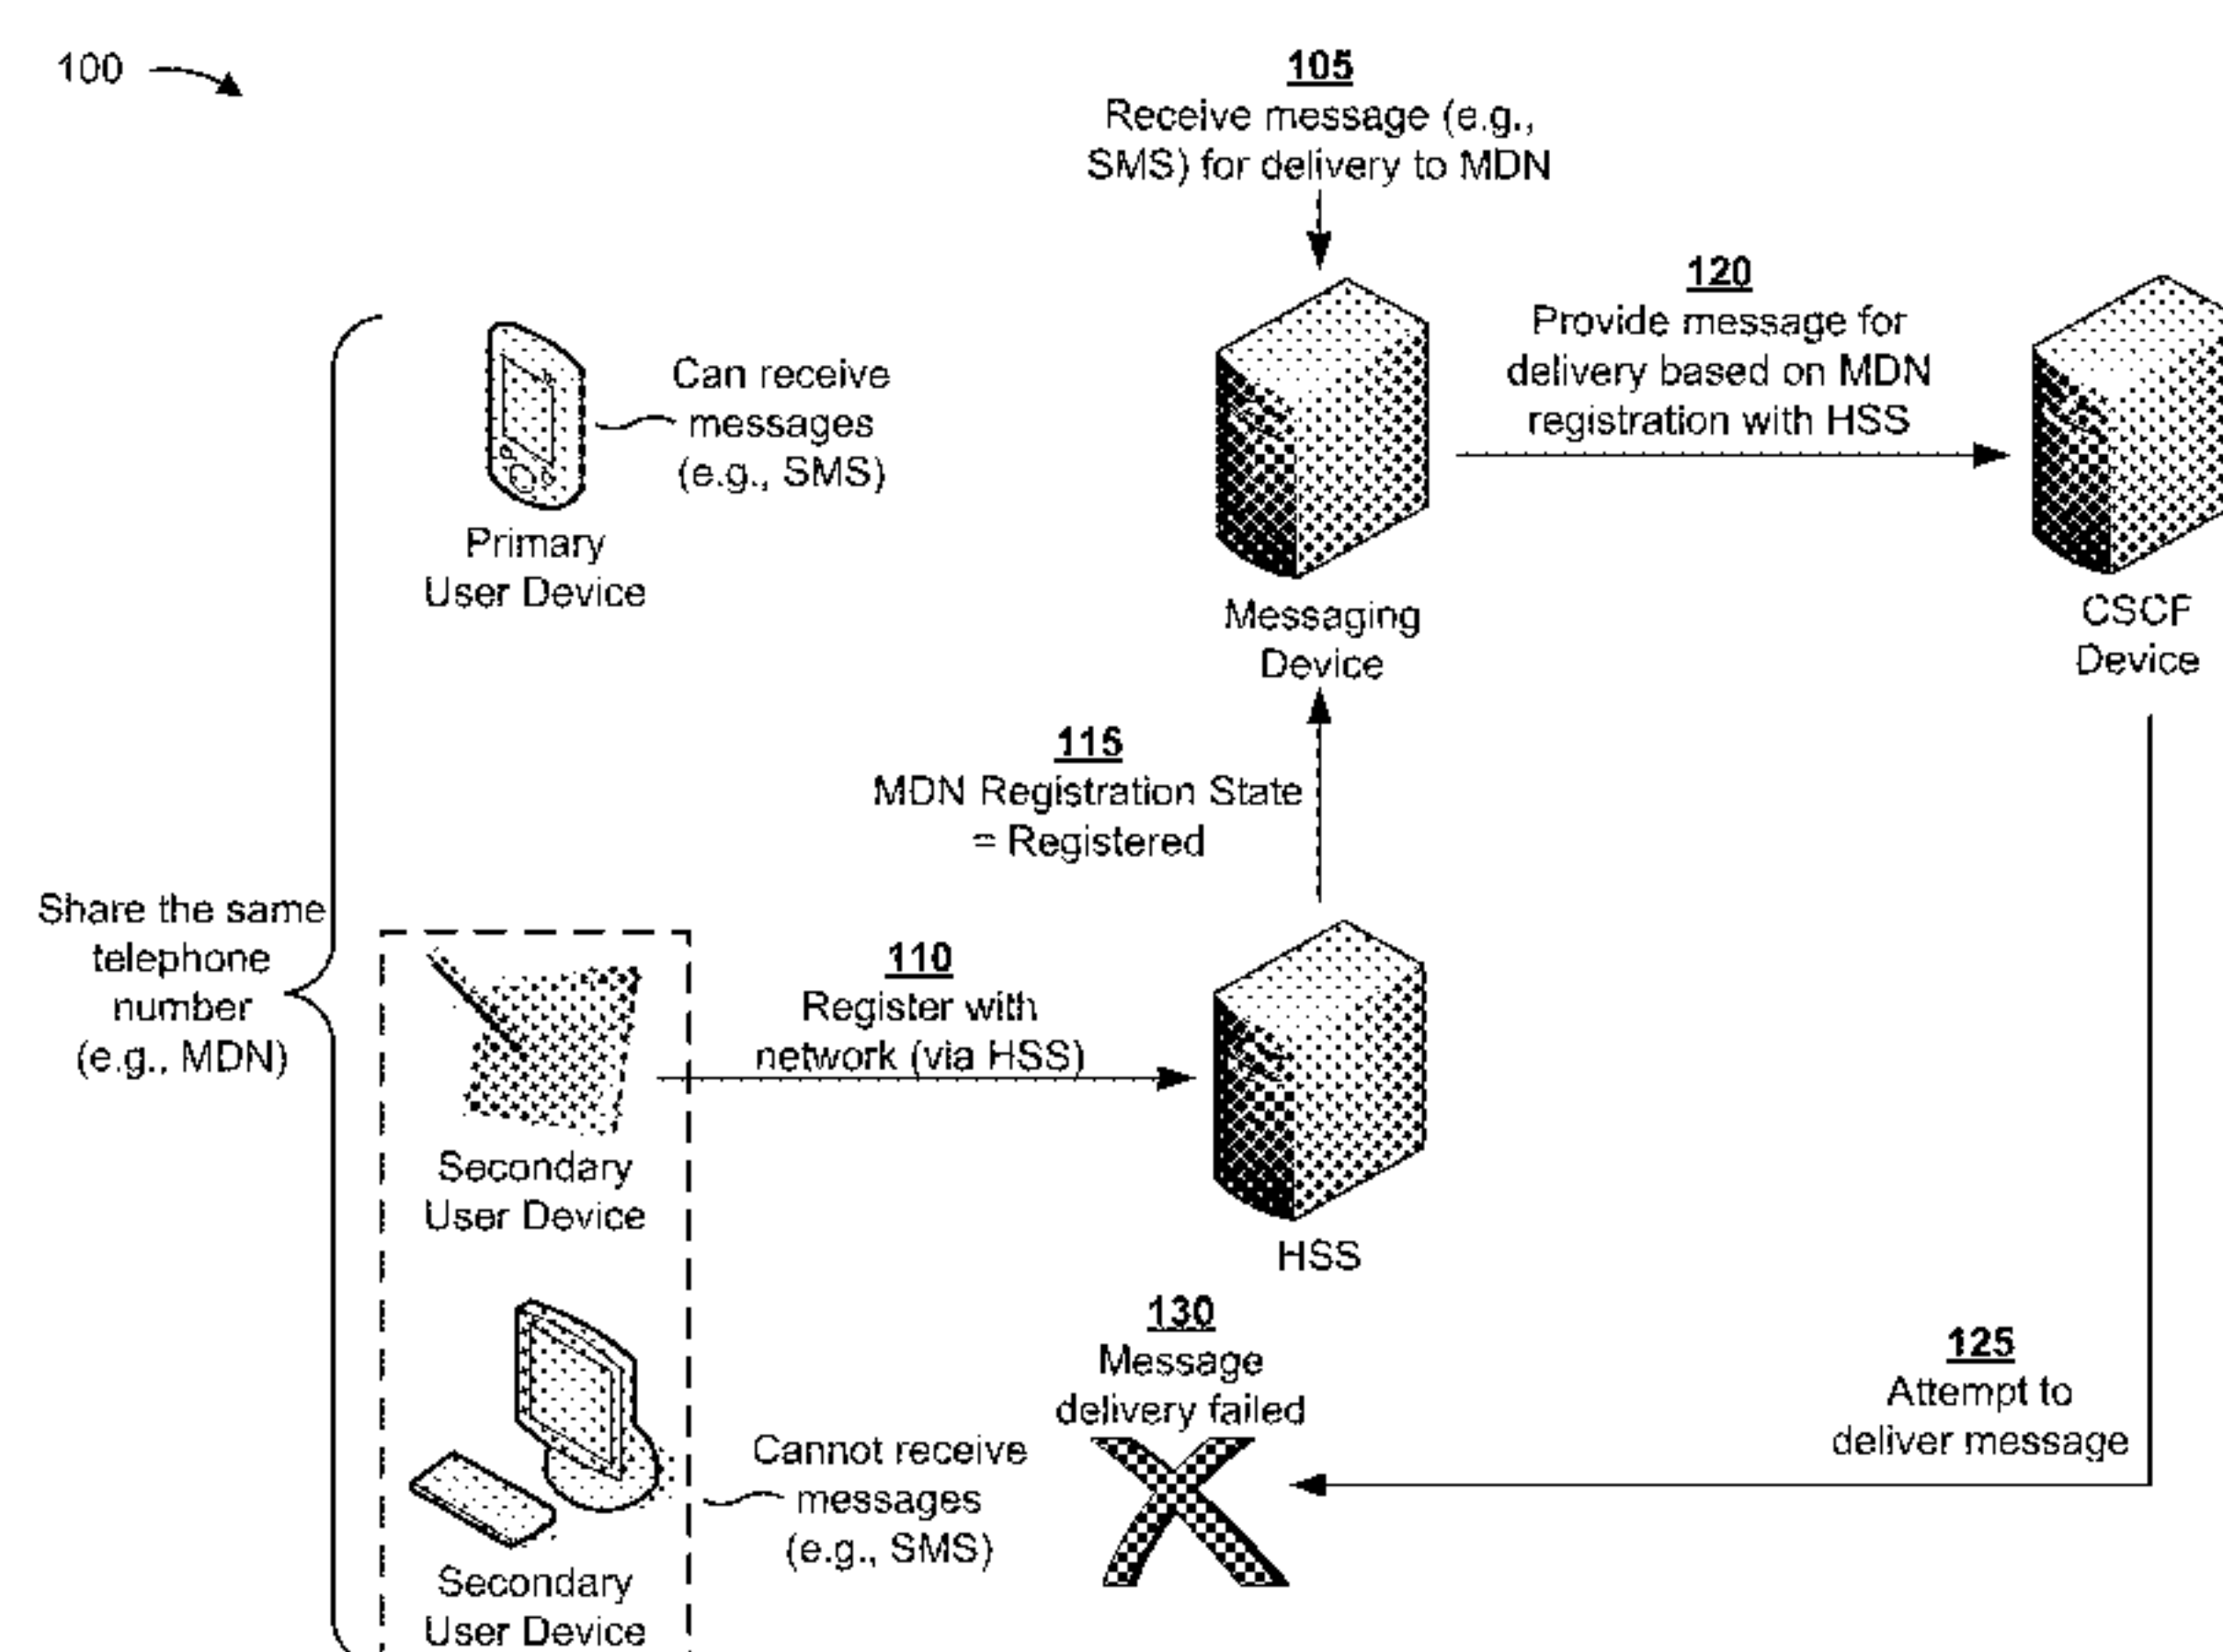 100
105
Receive message (e.g.,
SMS) for delivery to MDN
120
Provide message for
delivery based on MDN
registration with HSS
Can receive
messages
(e.g., SMS)
Primary
User Device
Messaging
Device
CSCF
Device
115
MDN Registration State
= Registered
Share the same
telephone
number
(e.g., MDN)
110
Register with
network (via HSS)
Secondary
User Device
HSS
130
Message
delivery failed
125
Attempt to
deliver message
Cannot receive
messages
(e.g., SMS)
Secondary
User Device